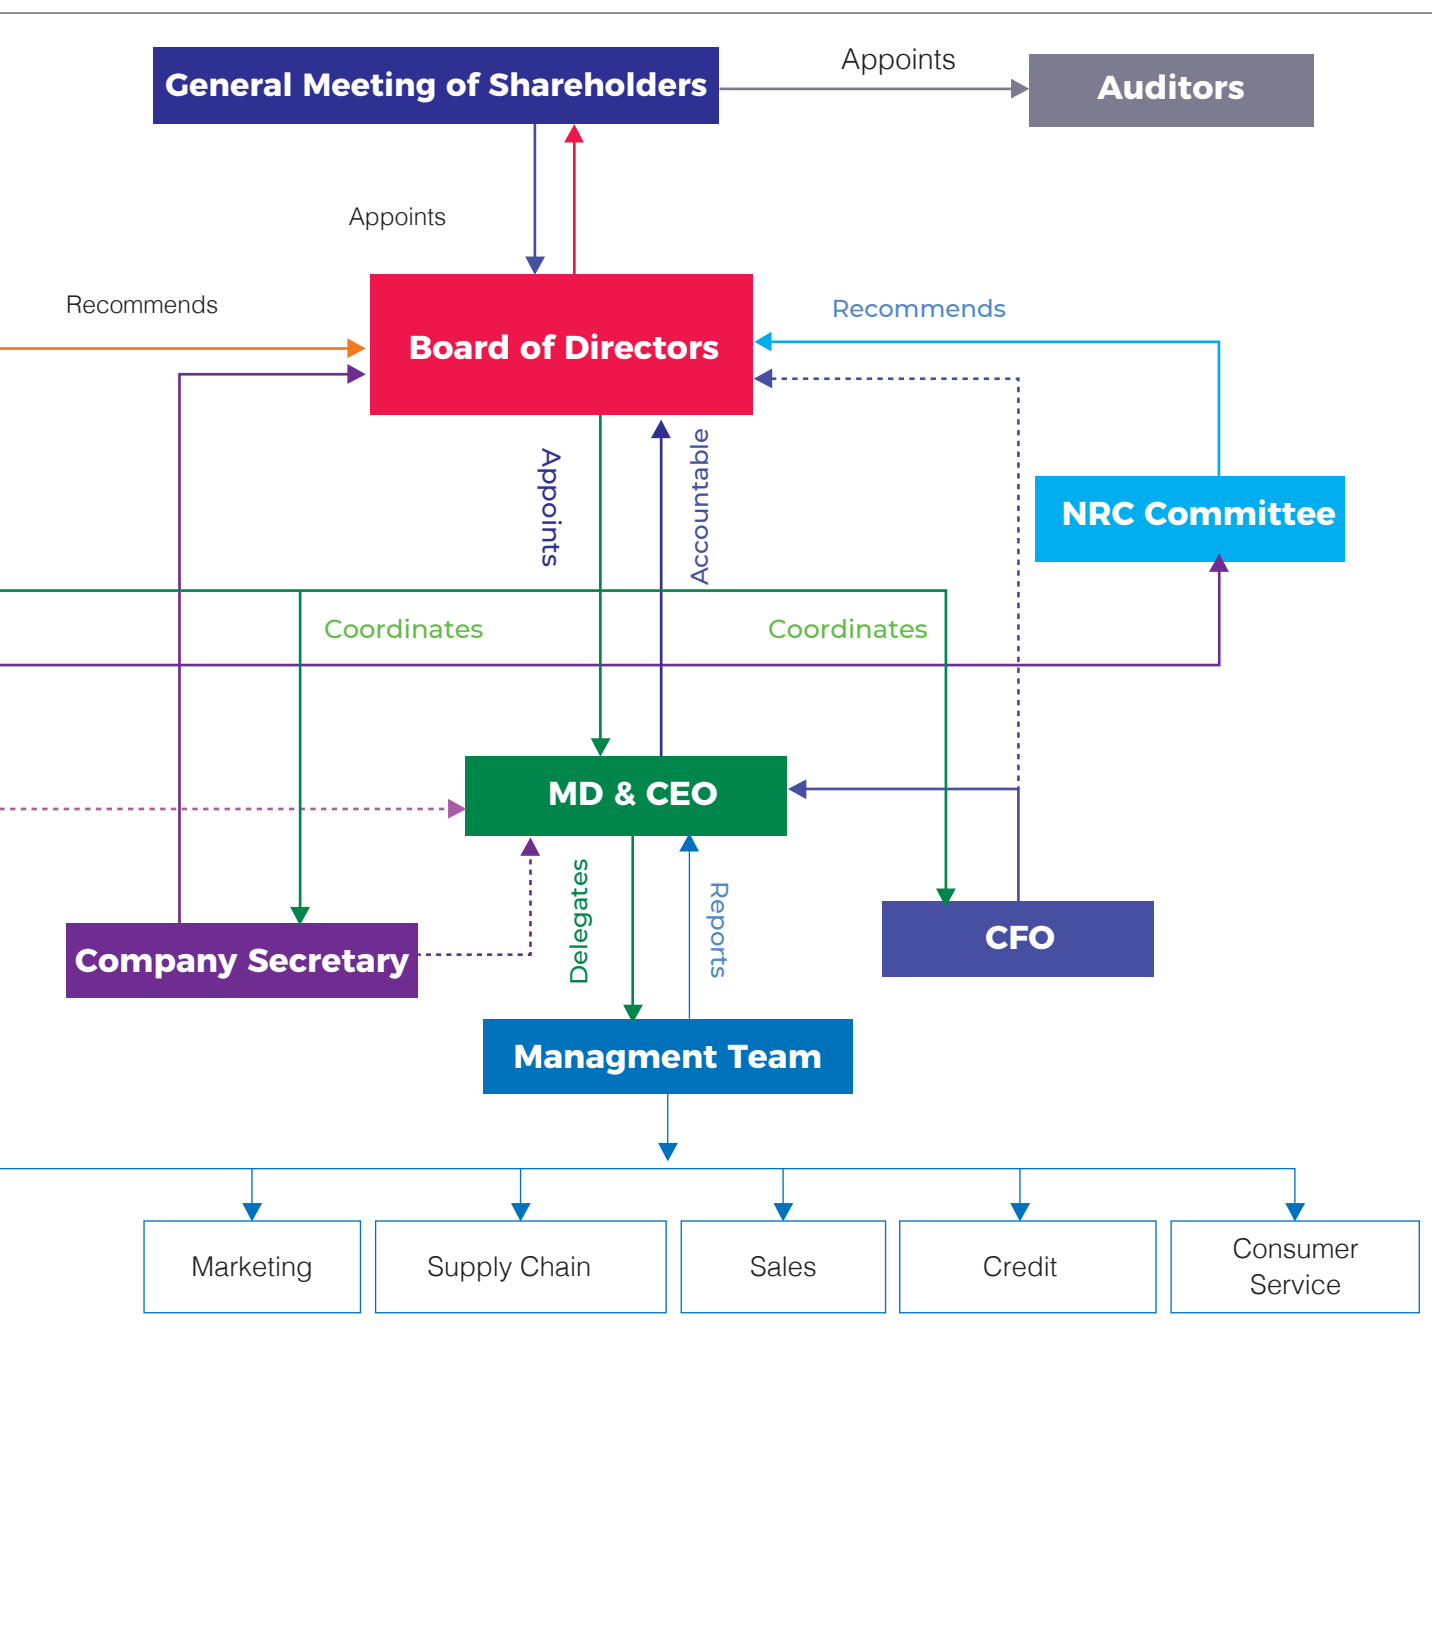 General Meeting of Shareholders
Appoints
Auditors
Appoints
Recommends
Recommends
Board of Directors
Appoints
Accountable
NRC Committee
Coordinates
Coordinates
MD & CEO
Delegates
Reports
Company Secretary
CFO
Managment Team
Marketing
Supply Chain
Sales
Credit
Consumer
Service